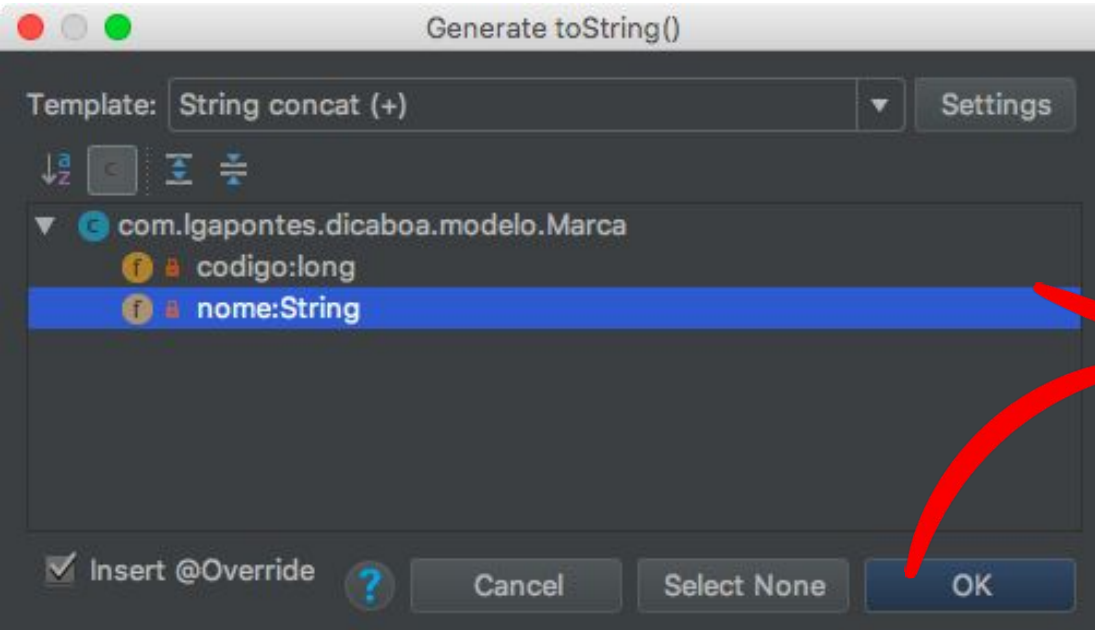 Generate toString()
Template: String concat (+) Settings
com.lgapontes.dicaboa.modelo.Marca
codigo:long
nome:String
Insert @Override ? Cancel Select None OK